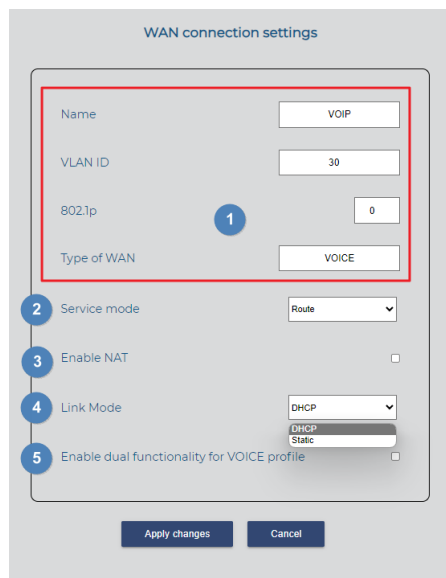 WAN connection settings
Name VOIP
VLAN ID 30
802.1p 0
1
Type of WAN VOICE
2 Service mode Route
3 Enable NAT
4 Link Mode DHCP
DHCP
Static
5 Enable dual functionality for VOICE profile
Apply changes Cancel